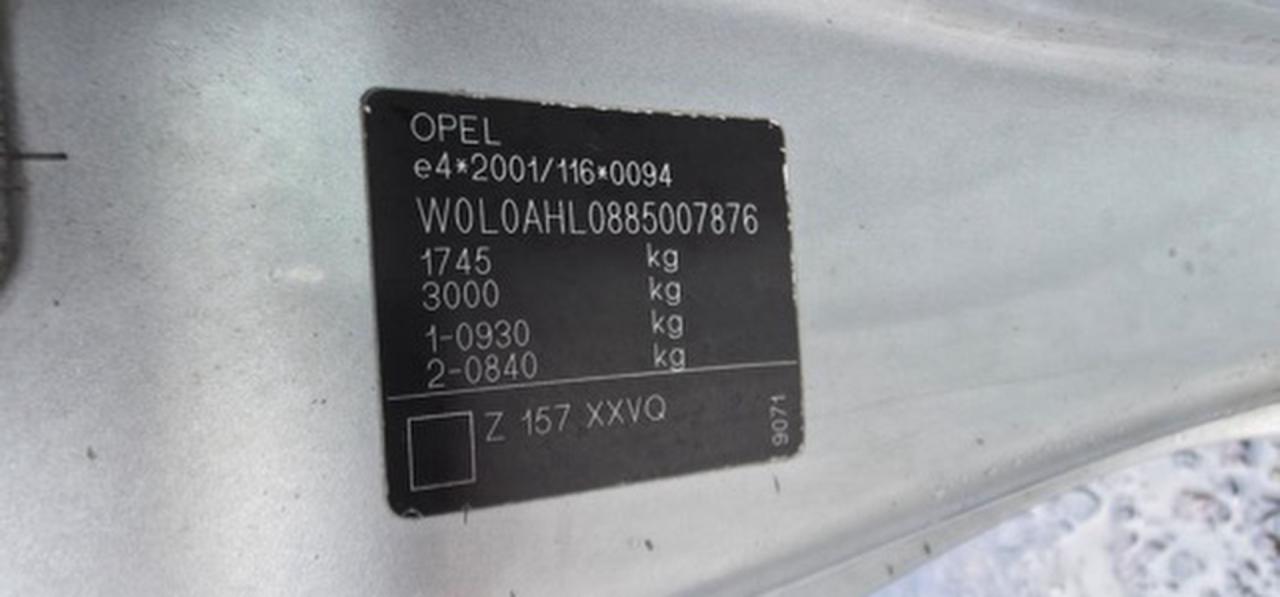 OPEL
e4*2001/116*0094
W0L0AHL0885007876
1745 kg
3000 kg
1-0930 kg
2-0840 kg
Z 157 XXVQ
9071